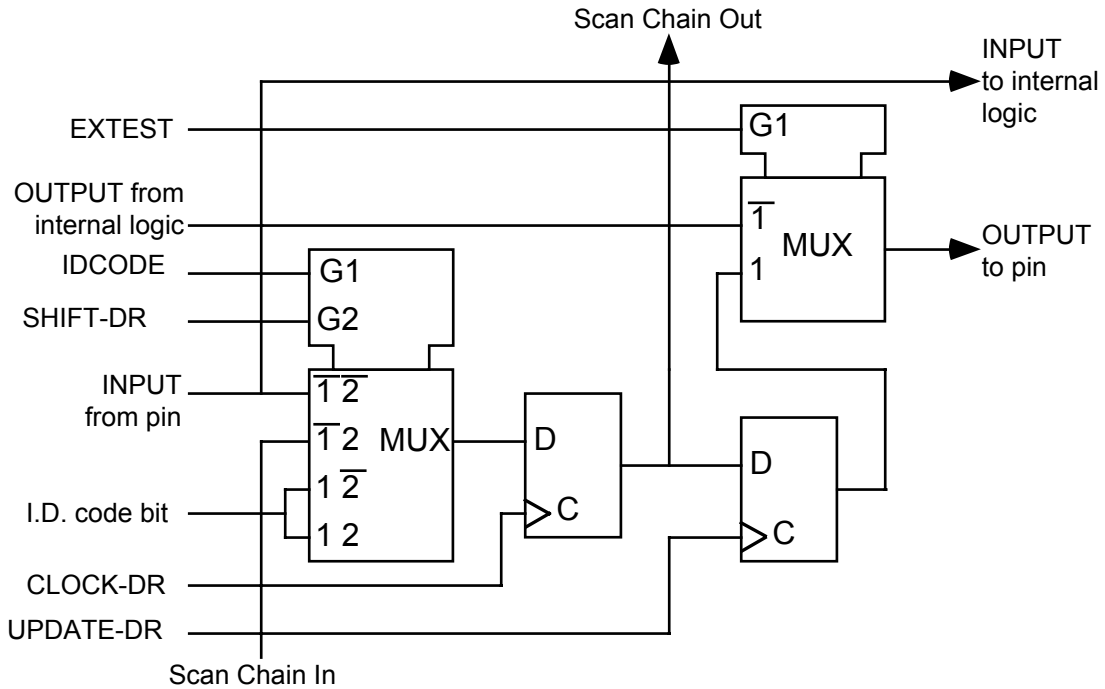 Scan Chain Out
INPUT
to internal
logic
EXTEST
G1
OUTPUT from
internal logic
1̅
MUX
1
OUTPUT
to pin
IDCODE
G1
SHIFT-DR
G2
INPUT
from pin
1̅ 2̅
1̅ 2
MUX
1 2̅
1 2
I.D. code bit
D
C
D
C
CLOCK-DR
UPDATE-DR
Scan Chain In